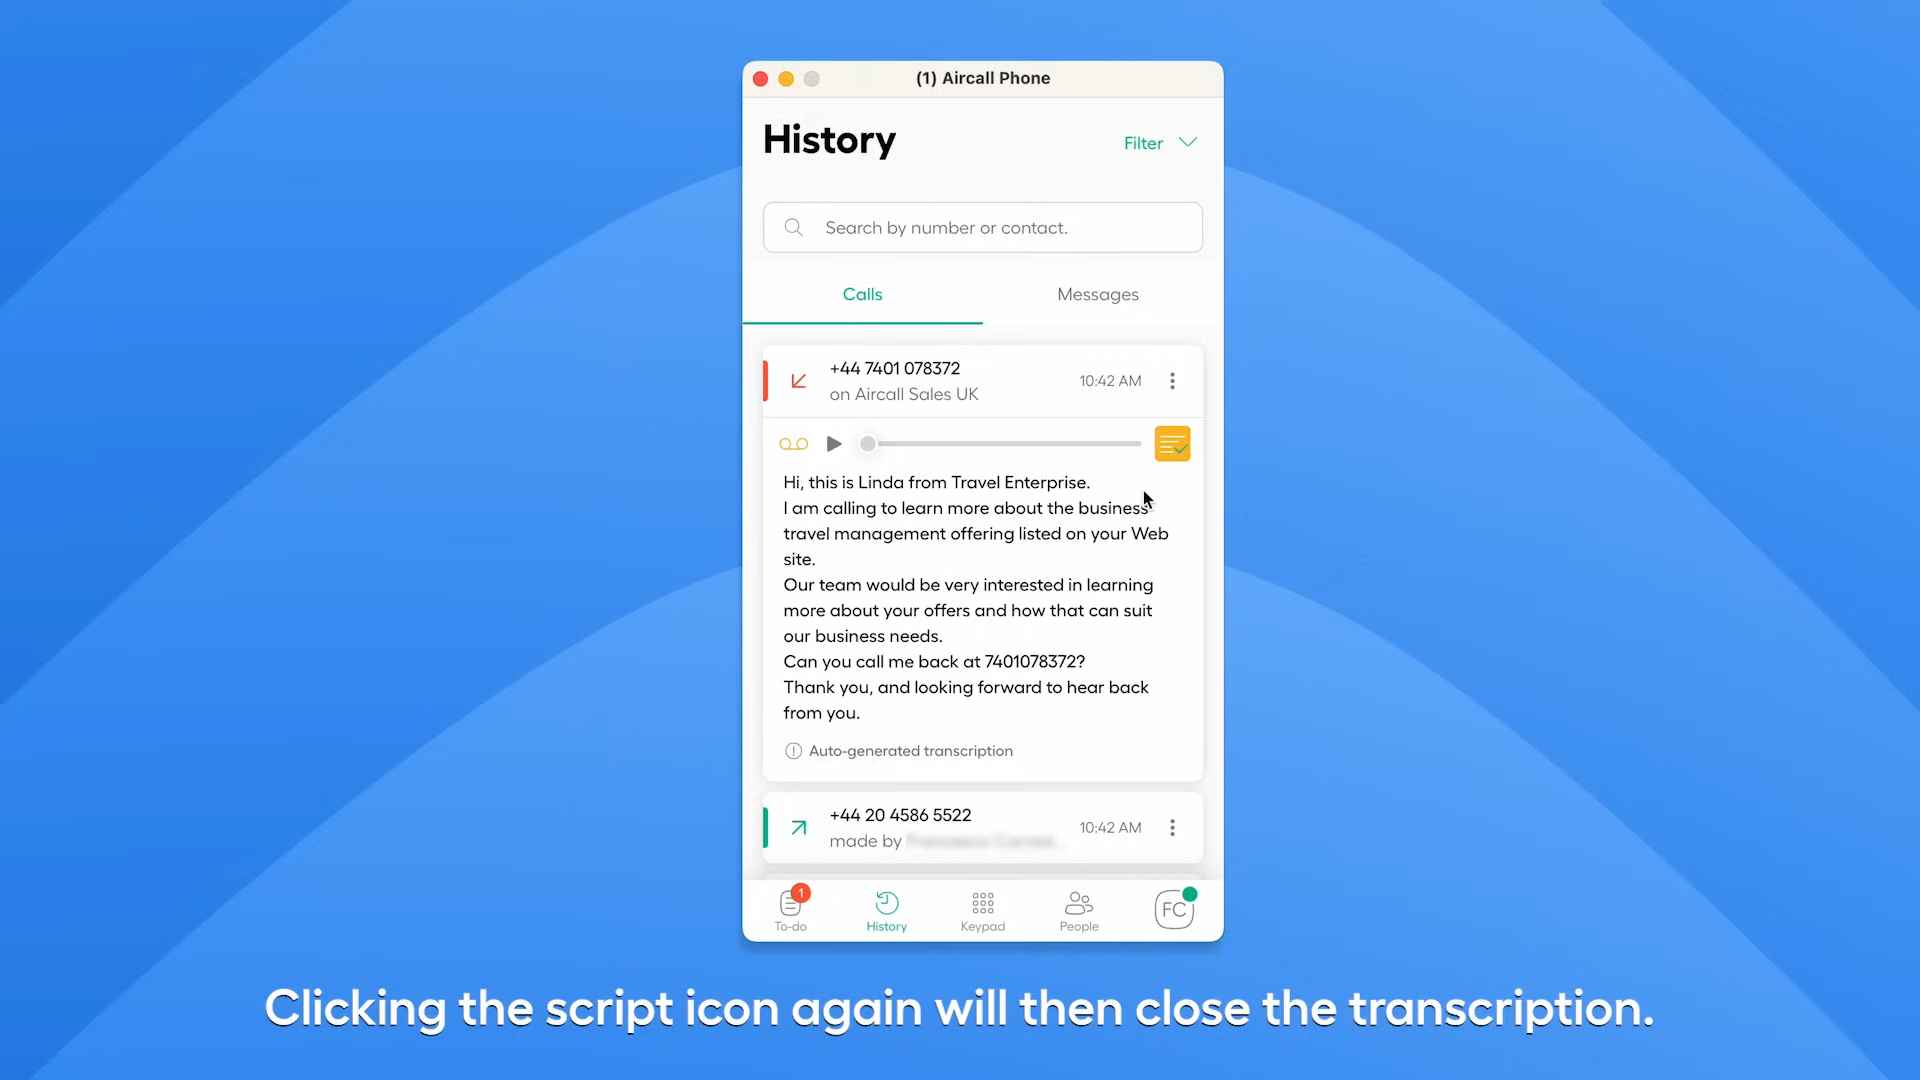 (1) Aircall Phone
History
Filter
Search by number or contact.
Calls
Messages
+44 7401 078372
on Aircall Sales UK
10:42 AM
Hi, this is Linda from Travel Enterprise.
I am calling to learn more about the business
travel management offering listed on your Web
site.
Our team would be very interested in learning
more about your offers and how that can suit
our business needs.
Can you call me back at 7401078372?
Thank you, and looking forward to hear back
from you.
Auto-generated transcription
+44 20 4586 5522
made by
10:42 AM
1
To-do
History
Keypad
People
FC
Clicking the script icon again will then close the transcription.